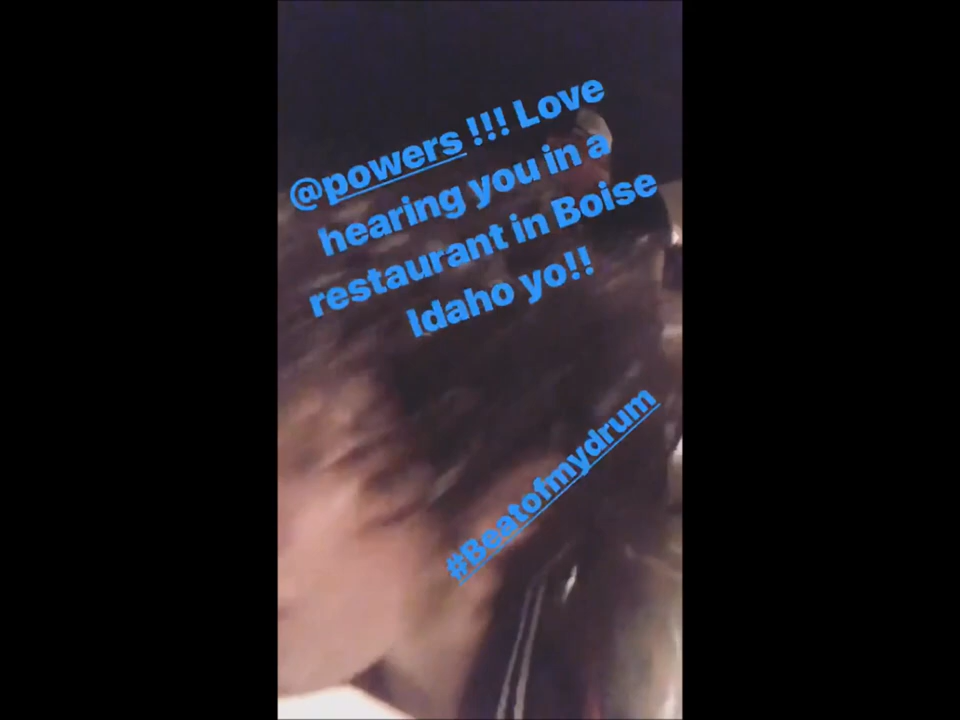 @powers !!! Love
hearing you in a
restaurant in Boise
Idaho yo!!
#Beatofmydrum